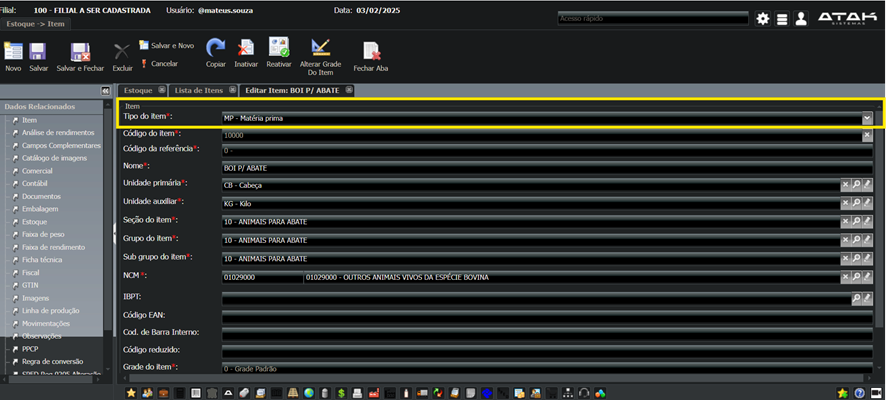 Filial: 100 - FILIAL A SER CADASTRADA Usuário: @mateus.souza Data: 03/02/2025
Acesso rápido
ATAK
SISTEMAS
Estoque -> Item
Novo Salvar Salvar e Fechar Excluir
Salvar e Novo
Cancelar
Copiar Inativar Reativar Alterar Grade Do Item Fechar Aba
Estoque Lista de Itens Editar Item: BOI P/ ABATE
Dados Relacionados
Item
Análise de rendimentos
Campos Complementares
Catálogo de imagens
Comercial
Contábil
Documentos
Embalagem
Estoque
Faixa de peso
Faixa de rendimento
Ficha técnica
Fiscal
GTIN
Imagens
Linha de produção
Movimentações
Observações
PPCP
Regra de conversão
SPED Reg 0205 Alteração
Item
Tipo do item*: MP - Matéria prima
Código do item*: 10000
Código da referência*: 0 -
Nome*: BOI P/ ABATE
Unidade primária*: CB - Cabeça
Unidade auxiliar*: KG - Kilo
Seção do item*: 10 - ANIMAIS PARA ABATE
Grupo do item*: 10 - ANIMAIS PARA ABATE
Sub grupo do item*: 10 - ANIMAIS PARA ABATE
NCM*: 01029000 01029000 - OUTROS ANIMAIS VIVOS DA ESPÉCIE BOVINA
IBPT:
Código EAN:
Cod. de Barra Interno:
Código reduzido:
Grade do item*: 0 - Grade Padrão